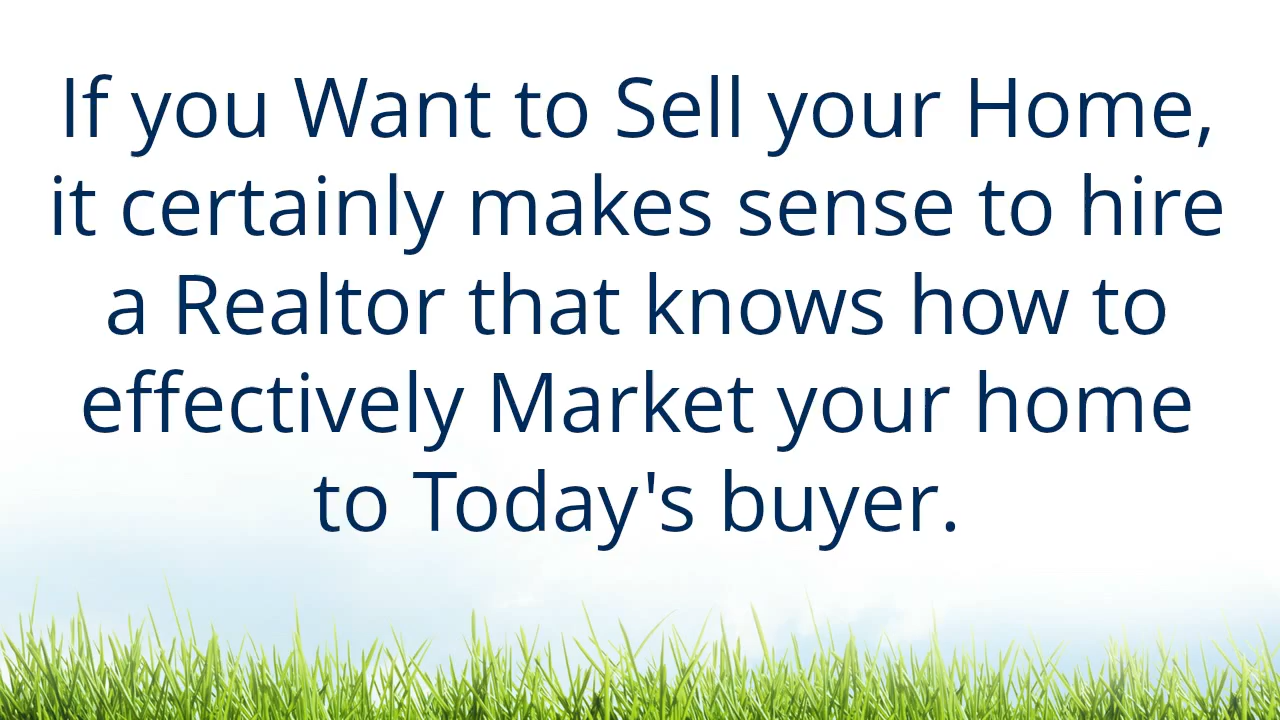 If you Want to Sell your Home,
it certainly makes sense to hire
a Realtor that knows how to
effectively Market your home
to Today's buyer.